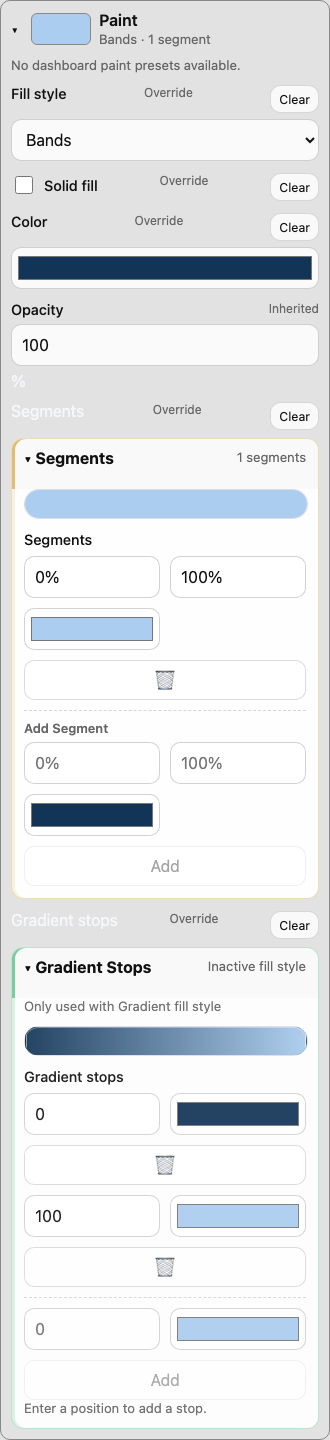 Paint
Bands · 1 segment
No dashboard paint presets available.
Fill style Override Clear
Bands
Solid fill Override Clear
Color Override Clear
Opacity Inherited
100
%
Segments Override Clear
Segments 1 segments
Segments
0% 100%
Add Segment
0% 100%
Add
Gradient stops Override Clear
Gradient Stops Inactive fill style
Only used with Gradient fill style
Gradient stops
0
100
0
Add
Enter a position to add a stop.